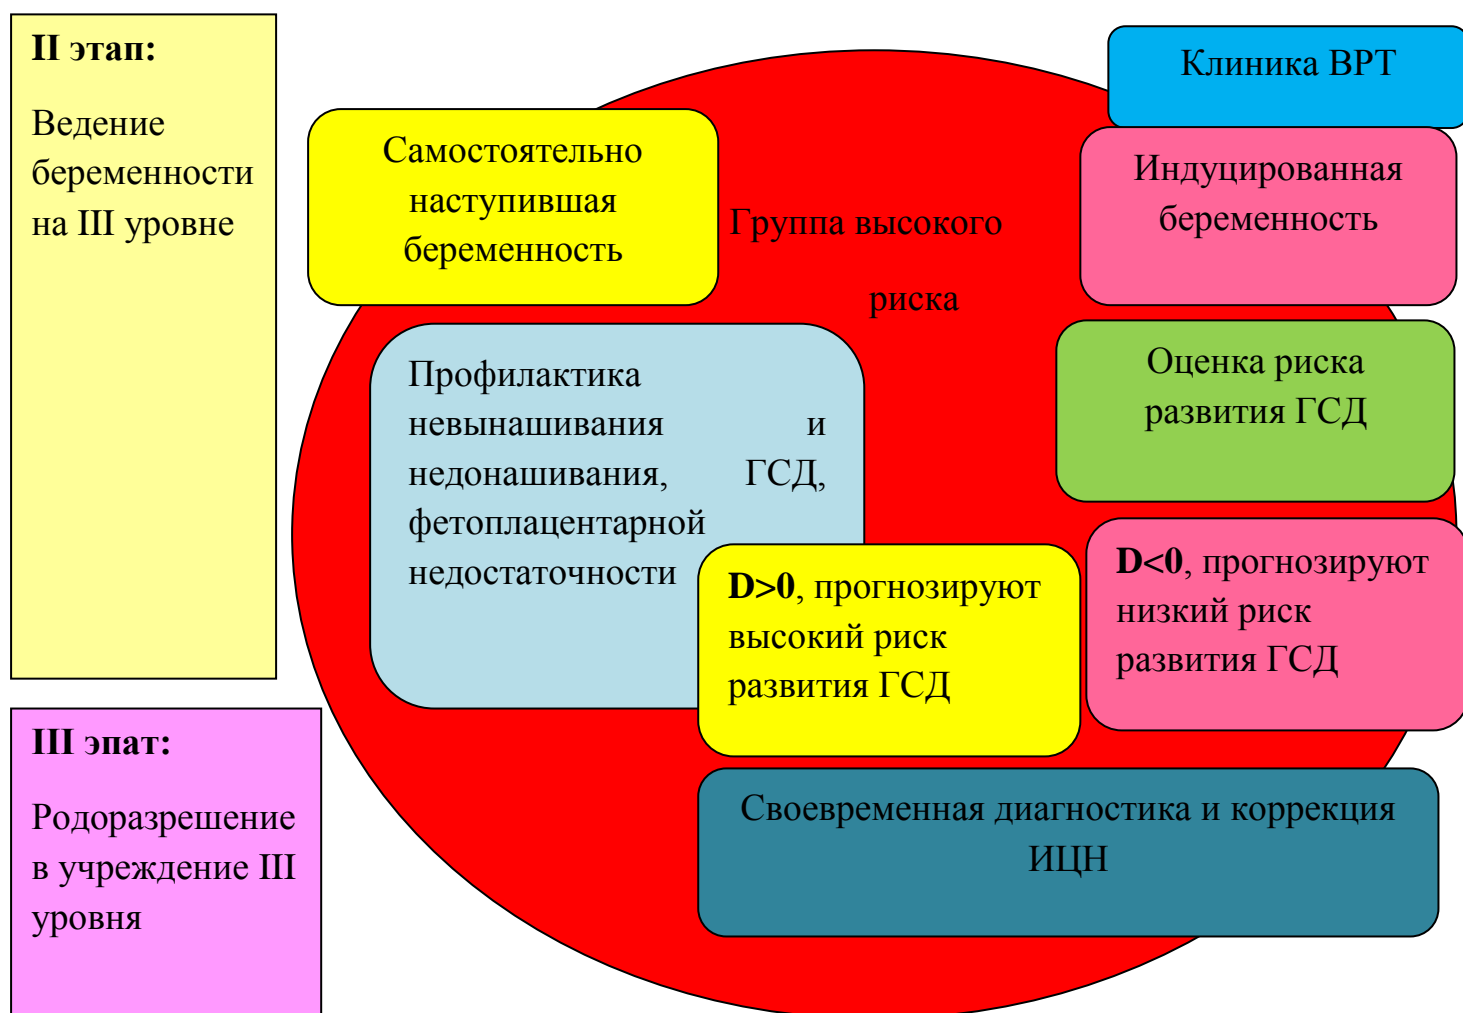 II этап:
Ведение
беременности
на III уровне
Клиника ВРТ
Самостоятельно
наступившая
беременность
Индуцированная
беременность
Группа высокого
риска
Профилактика
невынашивания и
недонашивания, ГСД,
фетоплацентарной
недостаточности
Оценка риска
развития ГСД
D>0, прогнозируют
высокий риск
развития ГСД
D<0, прогнозируют
низкий риск
развития ГСД
III эпат:
Родоразрешение
в учреждение III
уровня
Своевременная диагностика и коррекция
ИЦН